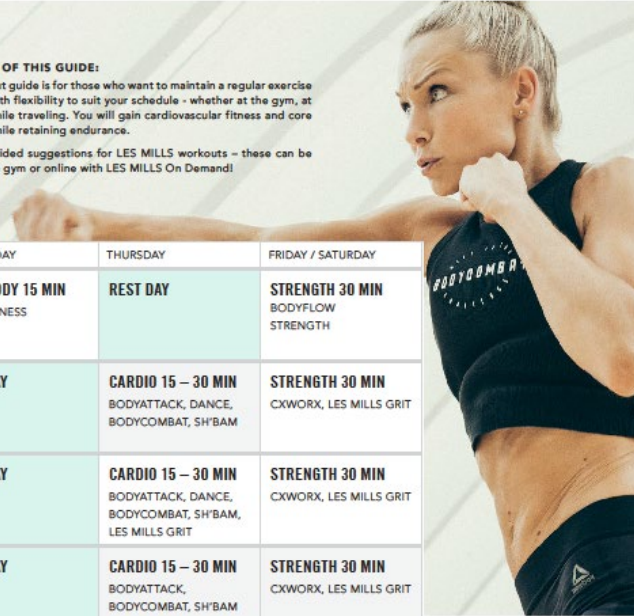 OF THIS GUIDE:
t guide is for those who want to maintain a regular exercise
th flexibility to suit your schedule - whether at the gym, at
ile traveling. You will gain cardiovascular fitness and core
ile retaining endurance.
ided suggestions for LES MILLS workouts – these can be
gym or online with LES MILLS On Demand!
AY THURSDAY FRIDAY / SATURDAY
DY 15 MIN REST DAY STRENGTH 30 MIN
NESS BODYFLOW
STRENGTH
Y CARDIO 15 – 30 MIN STRENGTH 30 MIN
BODYATTACK, DANCE, CXWORX, LES MILLS GRIT
BODYCOMBAT, SH'BAM
Y CARDIO 15 – 30 MIN STRENGTH 30 MIN
BODYATTACK, DANCE, CXWORX, LES MILLS GRIT
BODYCOMBAT, SH'BAM,
LES MILLS GRIT
Y CARDIO 15 – 30 MIN STRENGTH 30 MIN
BODYATTACK, CXWORX, LES MILLS GRIT
BODYCOMBAT, SH'BAM
BODYCOMBA